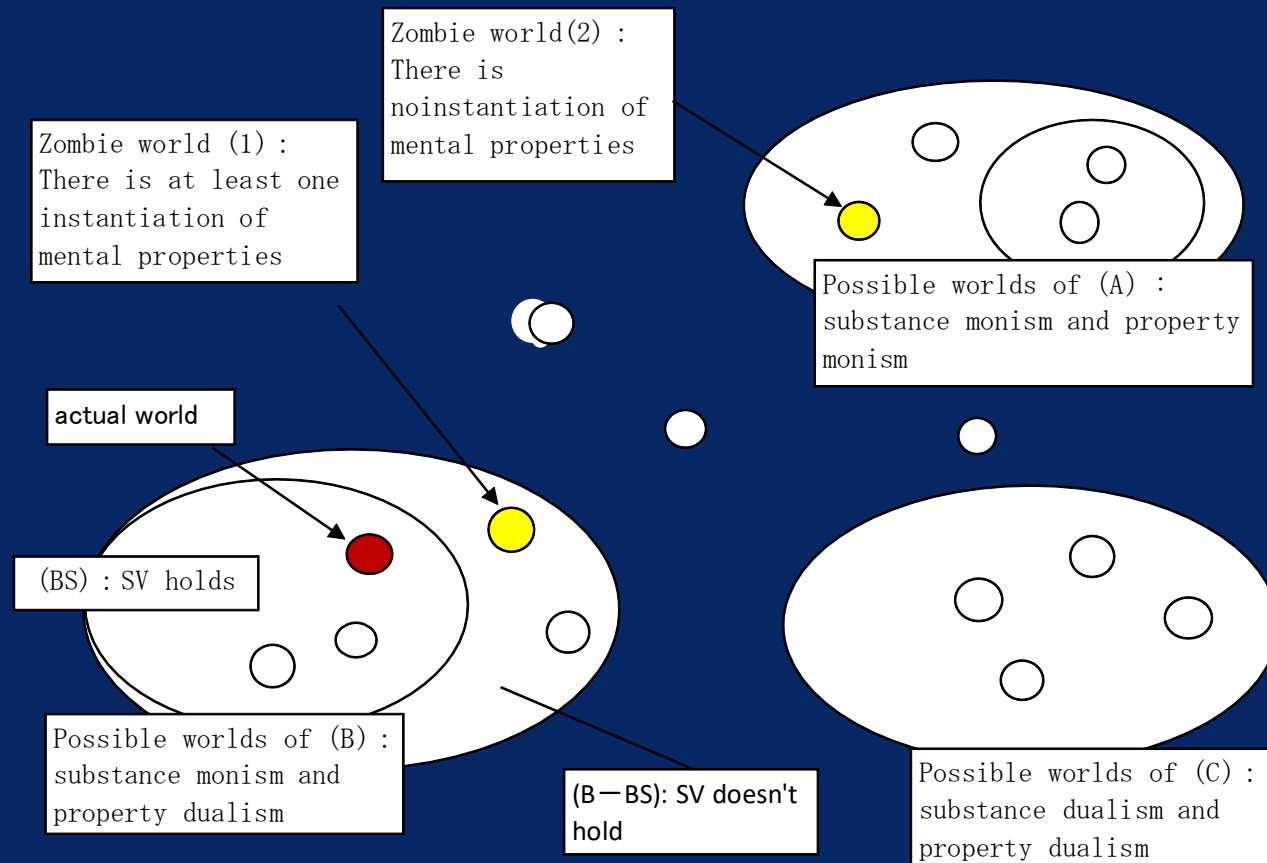 Zombie world(2) :
There is
noinstantiation of
mental properties
Zombie world (1) :
There is at least one
instantiation of
mental properties
Possible worlds of (A) :
substance monism and property
monism
actual world
(BS) : SV holds
Possible worlds of (B) :
substance monism and
property dualism
(B－BS): SV doesn't
hold
Possible worlds of (C) :
substance dualism and
property dualism